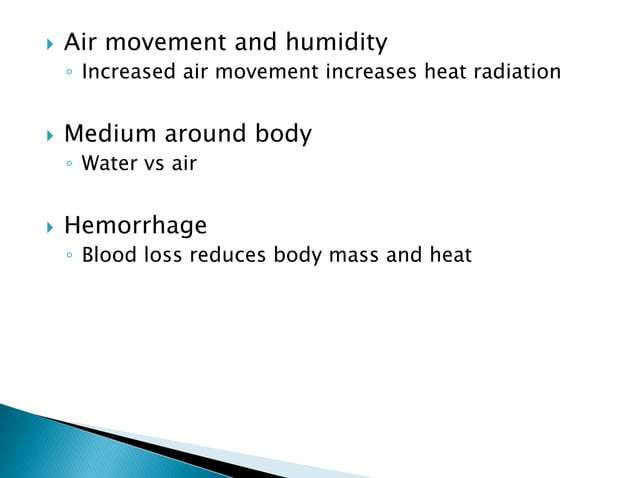 Air movement and humidity
Increased air movement increases heat radiation
Medium around body
Water vs air
Hemorrhage
Blood loss reduces body mass and heat